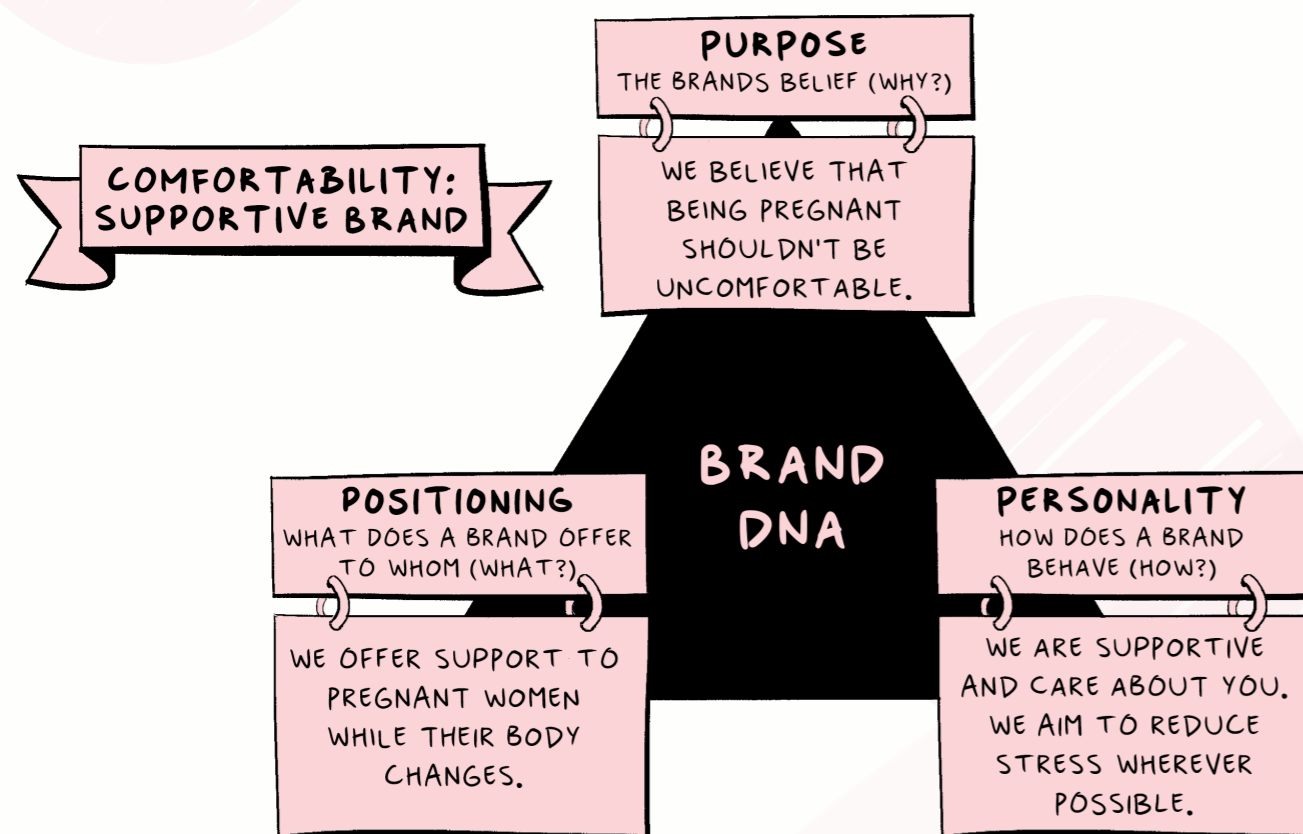 COMFORTABILITY:
SUPPORTIVE BRAND
PURPOSE
THE BRANDS BELIEF (WHY?)
WE BELIEVE THAT
BEING PREGNANT
SHOULDN'T BE
UNCOMFORTABLE.
BRAND
DNA
POSITIONING
WHAT DOES A BRAND OFFER
TO WHOM (WHAT?)
WE OFFER SUPPORT TO
PREGNANT WOMEN
WHILE THEIR BODY
CHANGES.
PERSONALITY
HOW DOES A BRAND
BEHAVE (HOW?)
WE ARE SUPPORTIVE
AND CARE ABOUT YOU.
WE AIM TO REDUCE
STRESS WHEREVER
POSSIBLE.